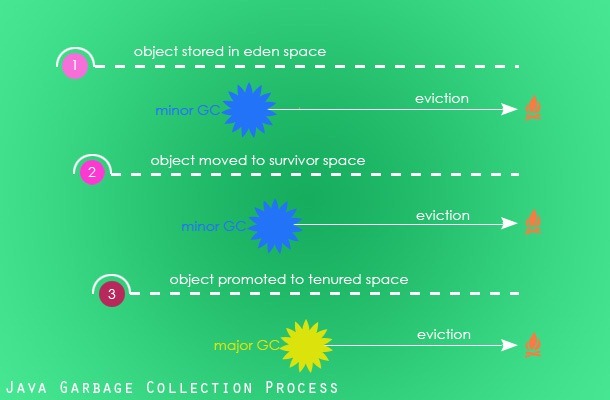 1
object stored in eden space
minor GC
eviction
2
object moved to survivor space
minor GC
eviction
3
object promoted to tenured space
major GC
eviction
Java Garbage Collection Process